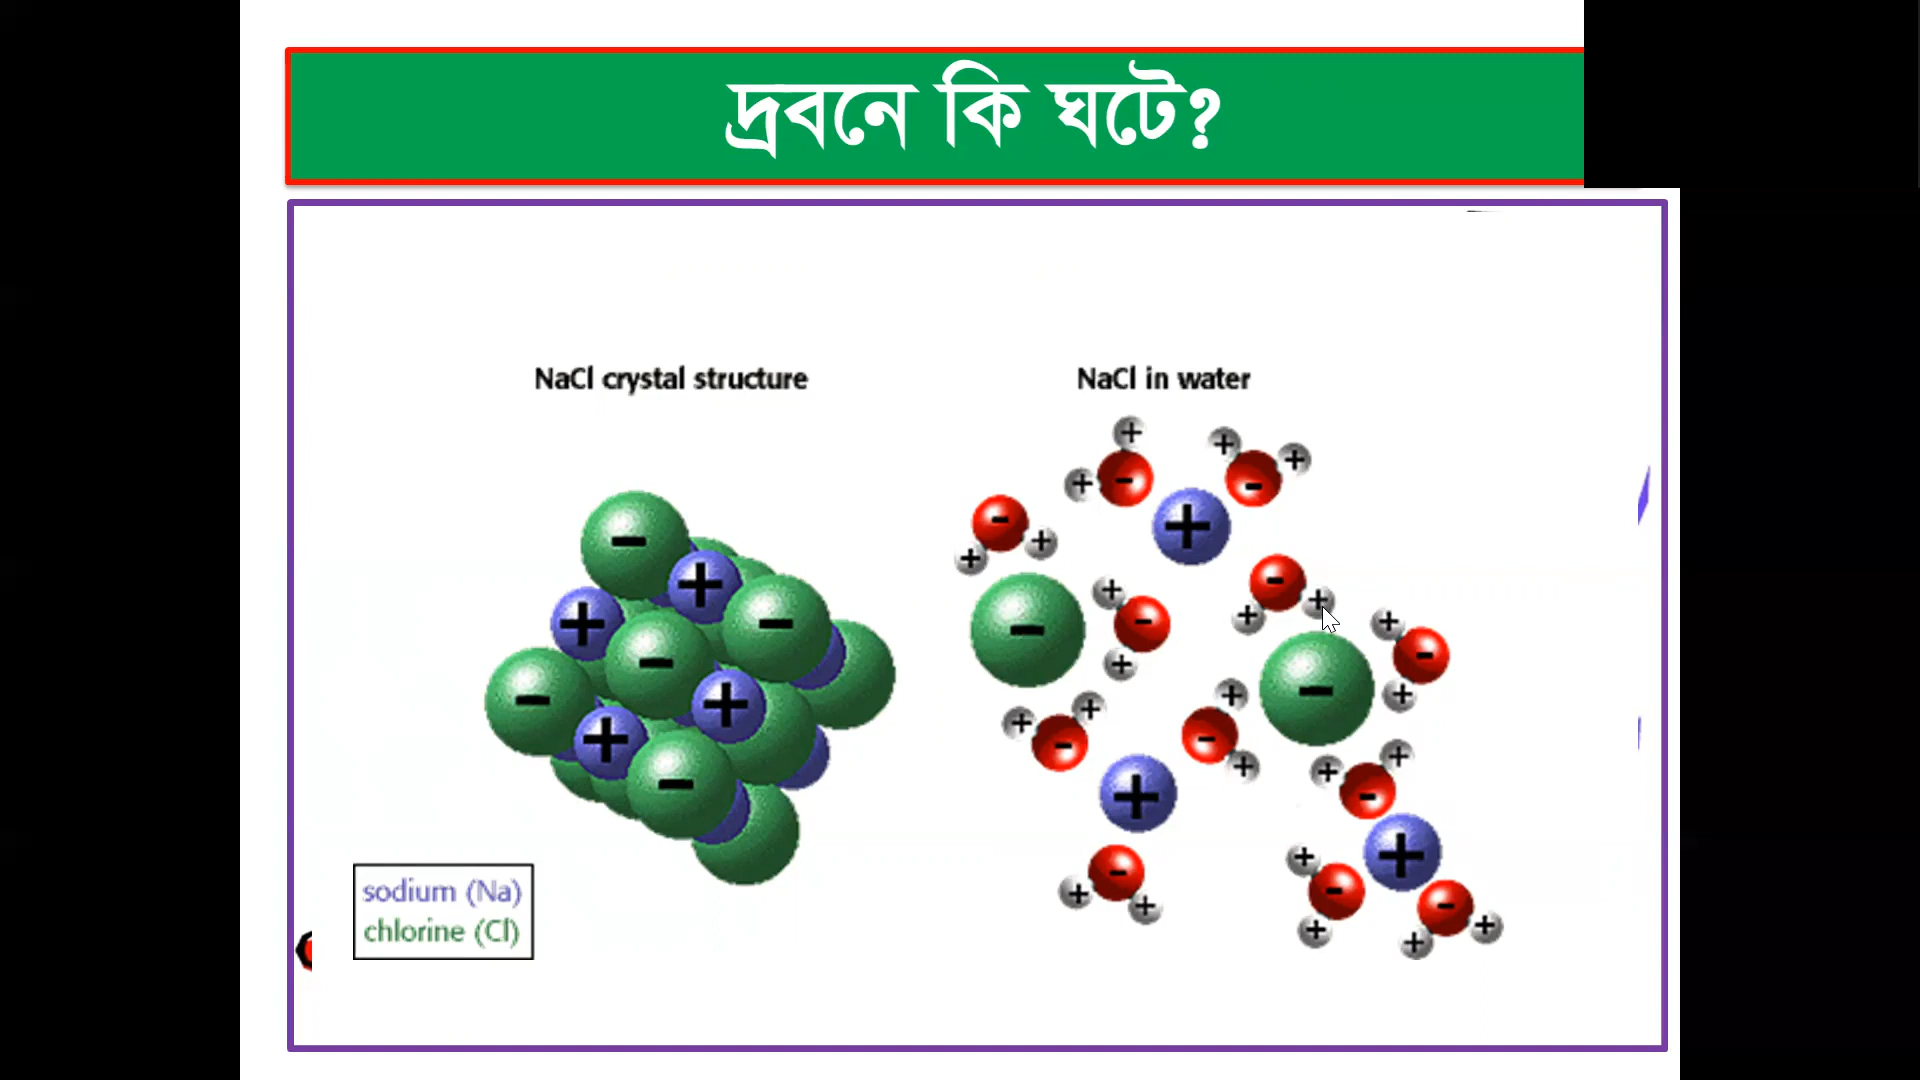 দ্রবনে কি ঘটে?
NaCl crystal structure
NaCl in water
sodium (Na)
chlorine (Cl)